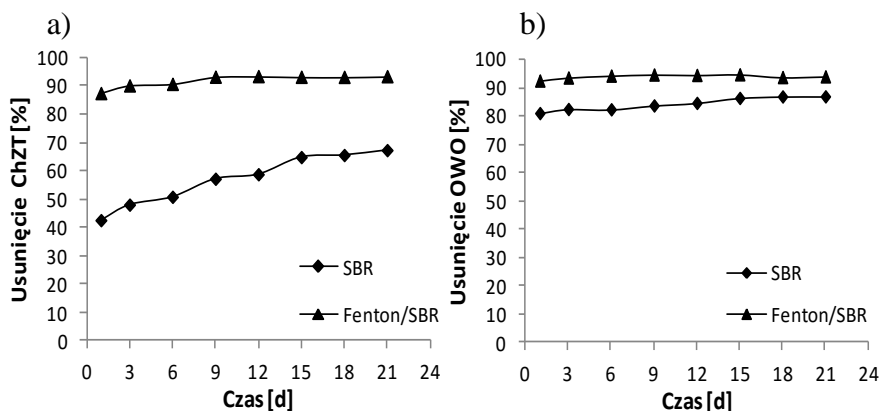 a)
Usunięcie ChZT [%]
100
90
80
70
60
50
40
30
20
10
0
0 3 6 9 12 15 18 21 24
Czas [d]
SBR
Fenton/SBR
b)
Usunięcie OWO [%]
100
90
80
70
60
50
40
30
20
10
0
0 3 6 9 12 15 18 21 24
Czas [d]
SBR
Fenton/SBR